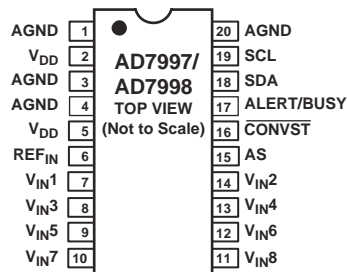 AGND 1 20 AGND
VDD 2 AD7997/ 19 SCL
AGND 3 AD7998 18 SDA
AGND 4 TOP VIEW 17 ALERT/BUSY
VDD 5 (Not to Scale) 16 CONVST
REFIN 6 15 AS
VIN1 7 14 VIN2
VIN3 8 13 VIN4
VIN5 9 12 VIN6
VIN7 10 11 VIN8